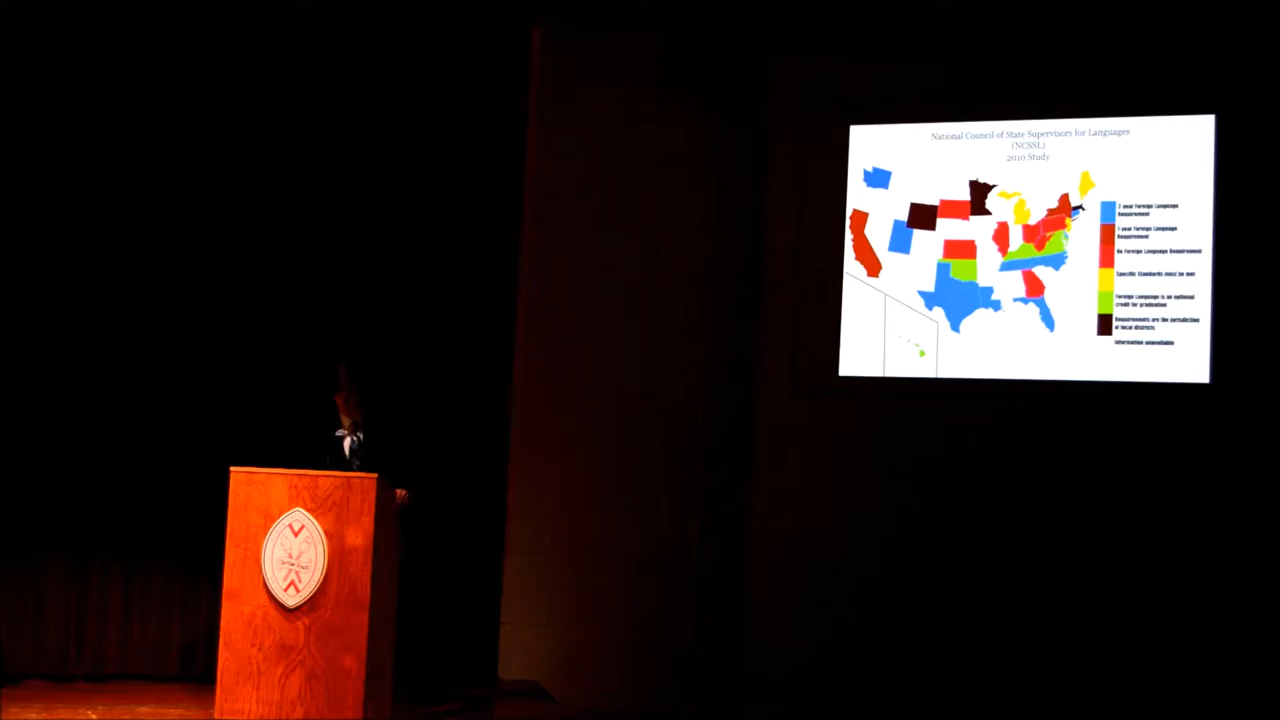 National Council of State Supervisors for Languages
(NCSSL)
2010 Study
2 year Foreign Language
Requirement
1 year Foreign Language
Requirement
No Foreign Language Requirement
Specific Standards must be met
Foreign Language is an optional
credit for graduation
Requirements are the jurisdiction
of local districts
Information unavailable